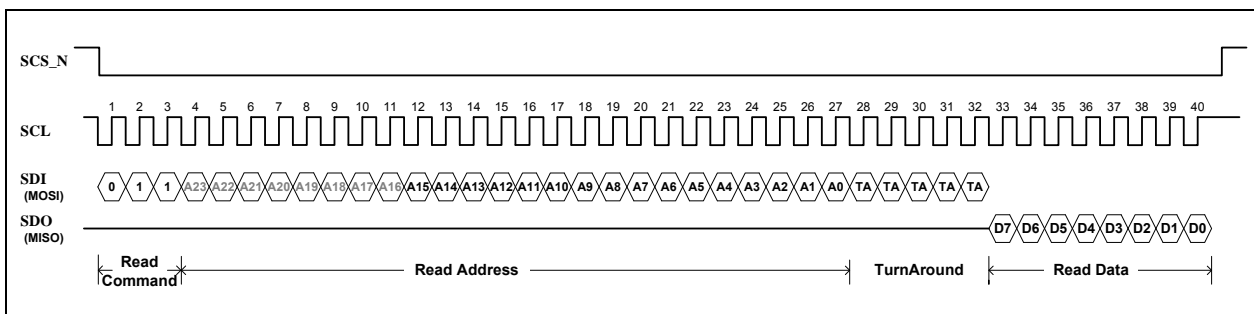 SCS_N
1 2 3 4 5 6 7 8 9 10 11 12 13 14 15 16 17 18 19 20 21 22 23 24 25 26 27 28 29 30 31 32 33 34 35 36 37 38 39 40
SCL
SDI
(MOSI)
0 1 1 A23 A22 A21 A20 A19 A18 A17 A16 A15 A14 A13 A12 A11 A10 A9 A8 A7 A6 A5 A4 A3 A2 A1 A0 TA TA TA TA TA
SDO
(MISO)
D7 D6 D5 D4 D3 D2 D1 D0
Read
Command
Read Address
TurnAround
Read Data